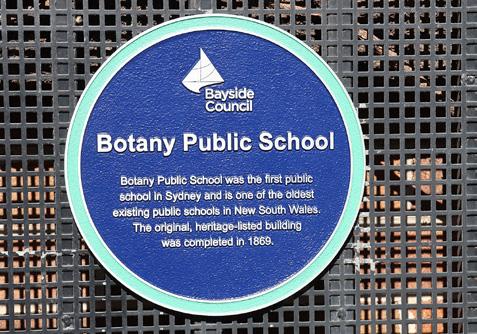 Bayside
Council
Botany Public School
Botany Public School was the first public
school in Sydney and is one of the oldest
existing public schools in New South Wales.
The original, heritage-listed building
was completed in 1869.